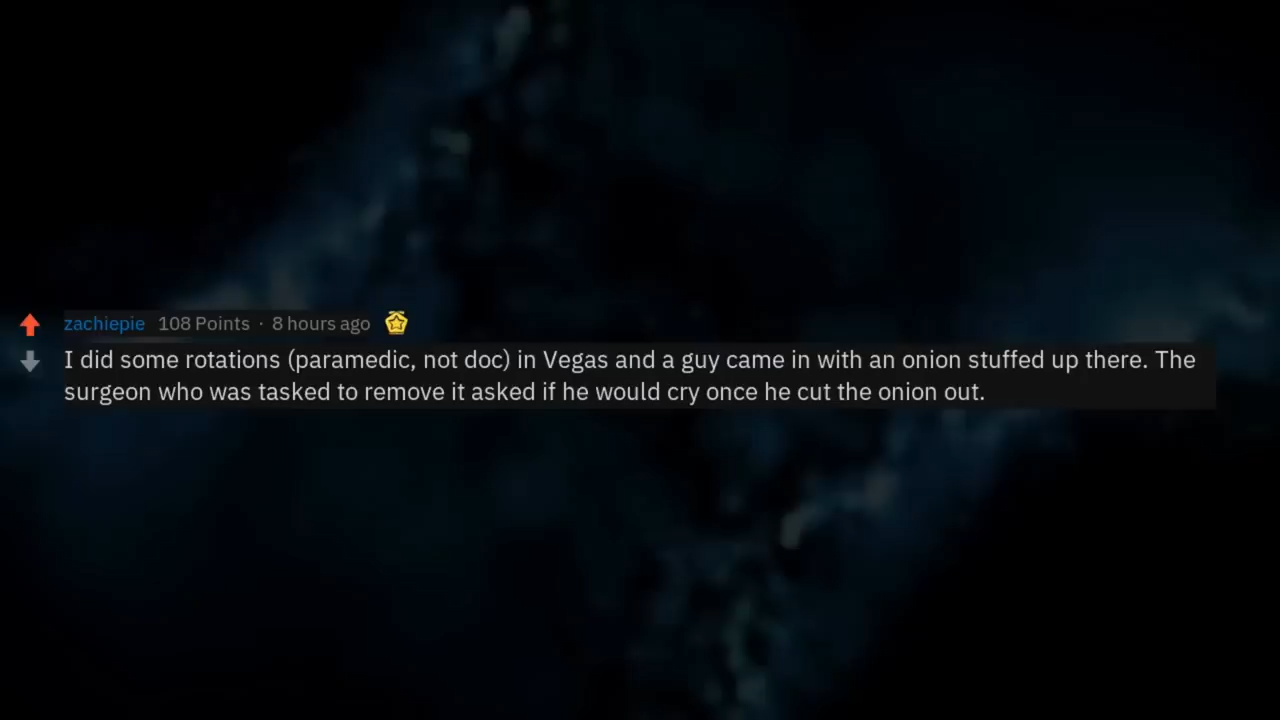 zachiepie 108 Points · 8 hours ago
I did some rotations (paramedic, not doc) in Vegas and a guy came in with an onion stuffed up there. The
surgeon who was tasked to remove it asked if he would cry once he cut the onion out.